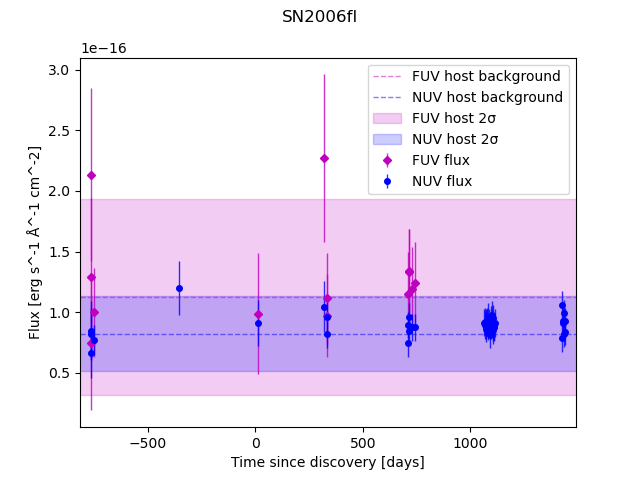 SN2006fl
1e−16
3.0
2.5
2.0
1.5
1.0
0.5
Flux [erg s^-1 Å^-1 cm^-2]
FUV host background
NUV host background
FUV host 2σ
NUV host 2σ
FUV flux
NUV flux
−500
0
500
1000
Time since discovery [days]